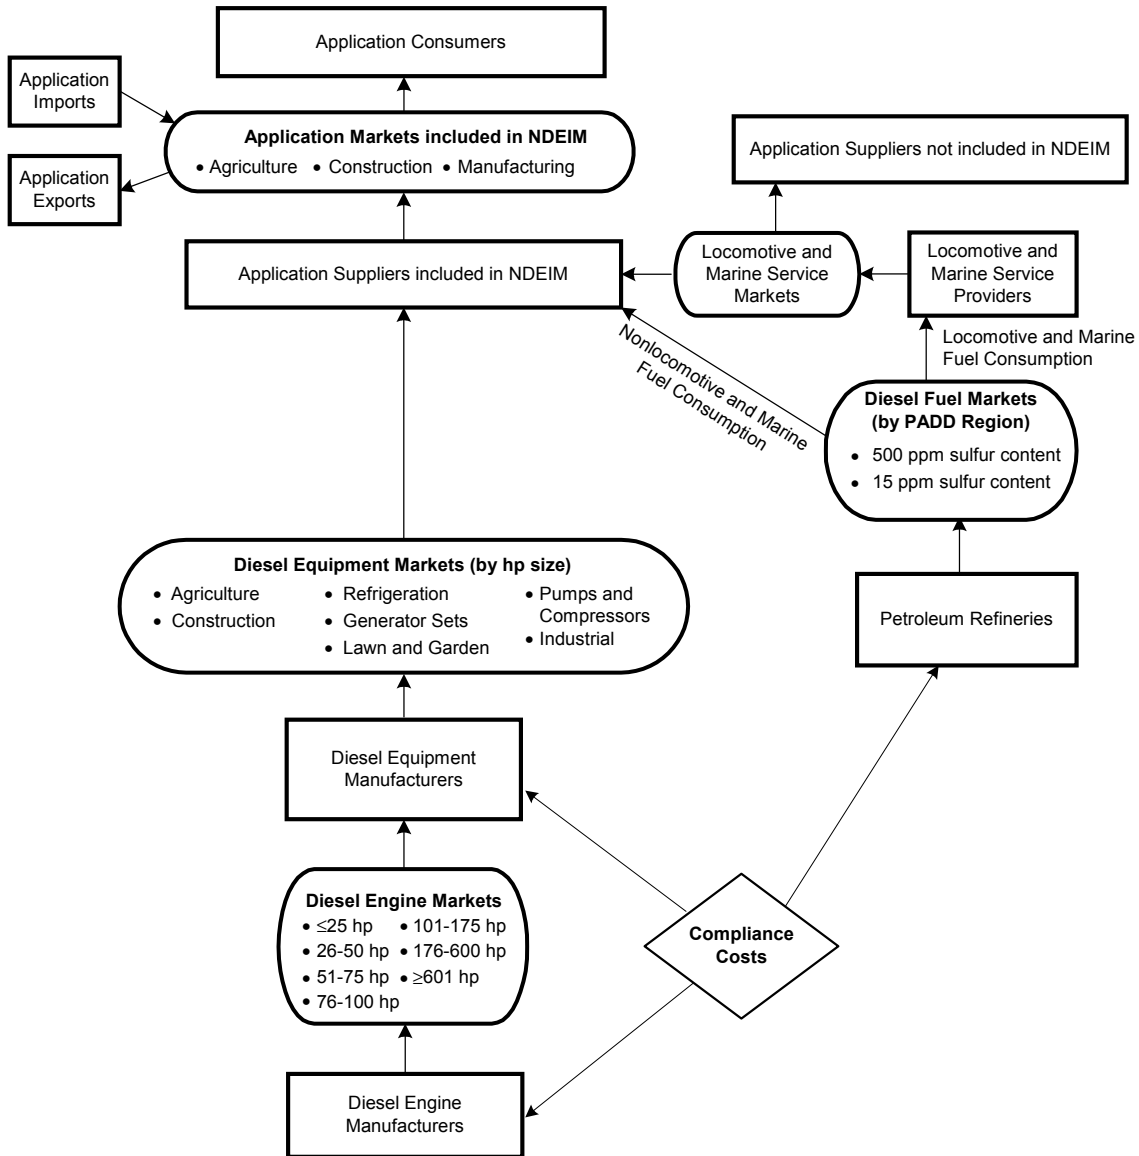 Application Consumers
Application
Imports
Application Markets included in NDEIM
• Agriculture • Construction • Manufacturing
Application
Exports
Application Suppliers not included in NDEIM
Application Suppliers included in NDEIM
Locomotive and
Marine Service
Markets
Locomotive and
Marine Service
Providers
Nonlocomotive and Marine
Fuel Consumption
Locomotive and Marine
Fuel Consumption
Diesel Fuel Markets
(by PADD Region)
• 500 ppm sulfur content
• 15 ppm sulfur content
Diesel Equipment Markets (by hp size)
• Agriculture
• Construction
• Refrigeration
• Generator Sets
• Lawn and Garden
• Pumps and
Compressors
• Industrial
Petroleum Refineries
Diesel Equipment
Manufacturers
Diesel Engine Markets
• ≤25 hp
• 26-50 hp
• 51-75 hp
• 76-100 hp
• 101-175 hp
• 176-600 hp
• ≥601 hp
Compliance
Costs
Diesel Engine
Manufacturers